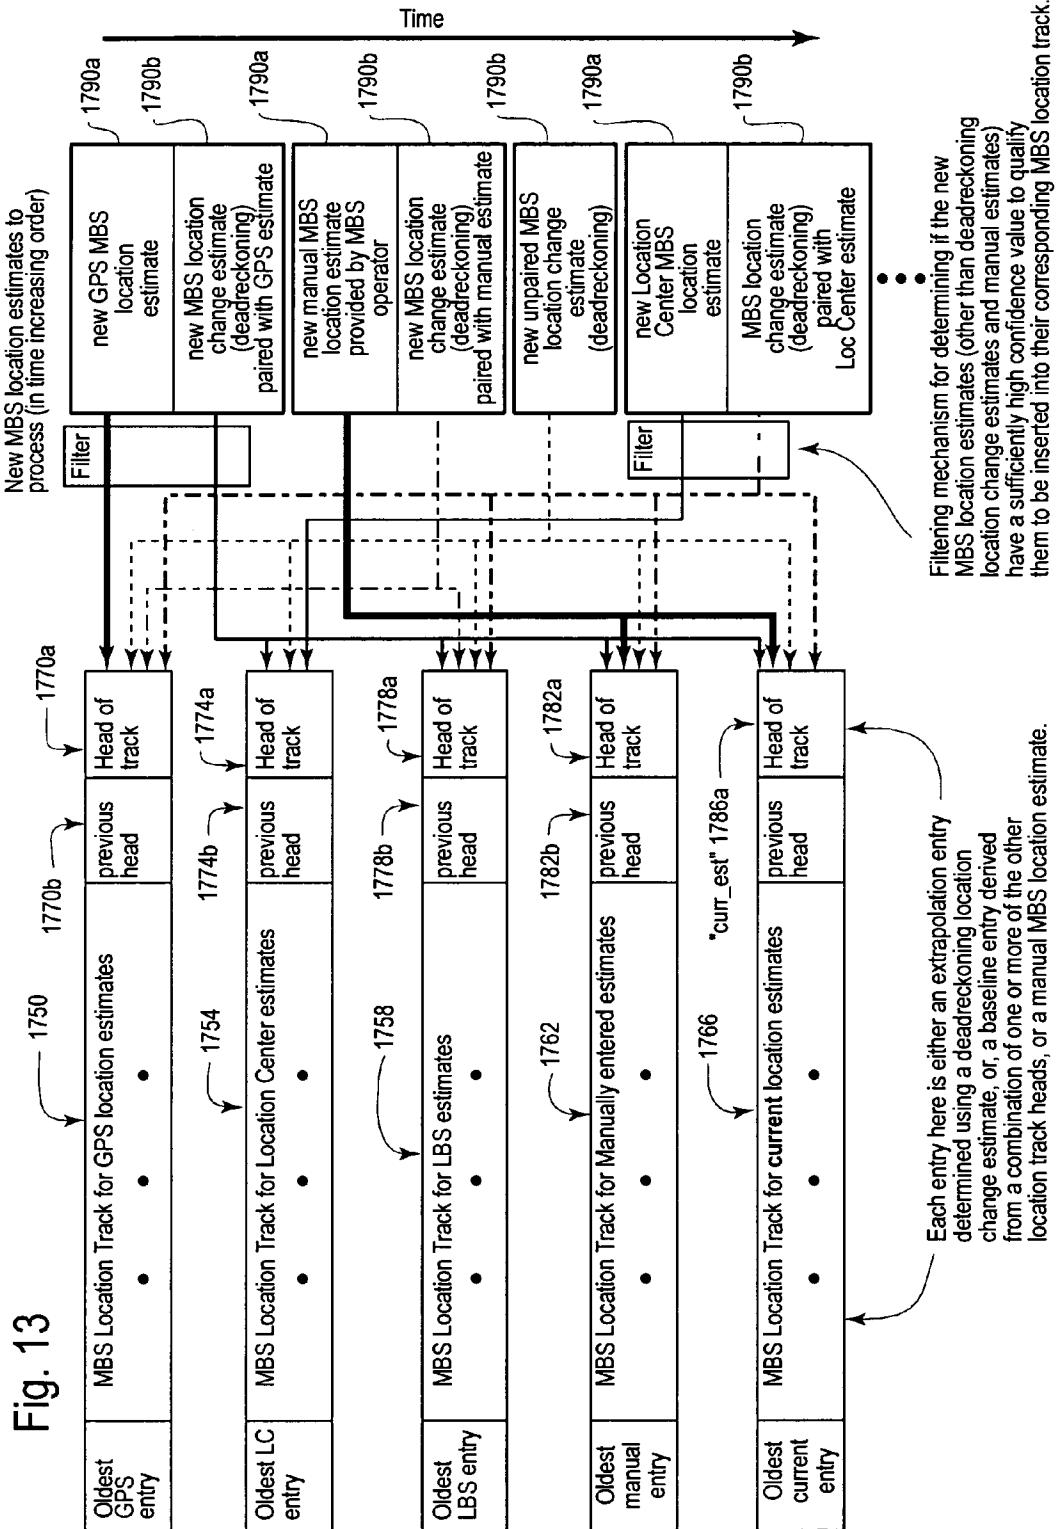 Fig. 13
New MBS location estimates to
process (in time increasing order)
Time
new GPS MBS
location
estimate
1790a
new MBS location
change estimate
(deadreckoning)
paired with GPS estimate
1790b
new manual MBS
location estimate
provided by MBS
operator
1790a
new MBS location
change estimate
(deadreckoning)
paired with manual estimate
1790b
new unpaired MBS
location change
estimate
(deadreckoning)
1790b
new Location
Center MBS
location
estimate
1790a
MBS location
change estimate
(deadreckoning)
paired with
Loc Center estimate
1790b
Filter
Filter
Filtering mechanism for determining if the new
MBS location estimates (other than deadreckoning
location change estimates and manual estimates)
have a sufficiently high confidence value to qualify
them to be inserted into their corresponding MBS location track.
Oldest
GPS
entry
MBS Location Track for GPS location estimates
previous
head
Head of
track
1750
1770b
1770a
Oldest LC
entry
MBS Location Track for Location Center estimates
previous
head
Head of
track
1754
1774b
1774a
Oldest
LBS entry
MBS Location Track for LBS estimates
previous
head
Head of
track
1758
1778b
1778a
Oldest
manual
entry
MBS Location Track for Manually entered estimates
previous
head
Head of
track
1762
1782b
1782a
Oldest
current
entry
MBS Location Track for current location estimates
previous
head
Head of
track
1766
"curr_est" 1786a
Each entry here is either an extrapolation entry
determined using a deadreckoning location
change estimate, or, a baseline entry derived
from a combination of one or more of the other
location track heads, or a manual MBS location estimate.